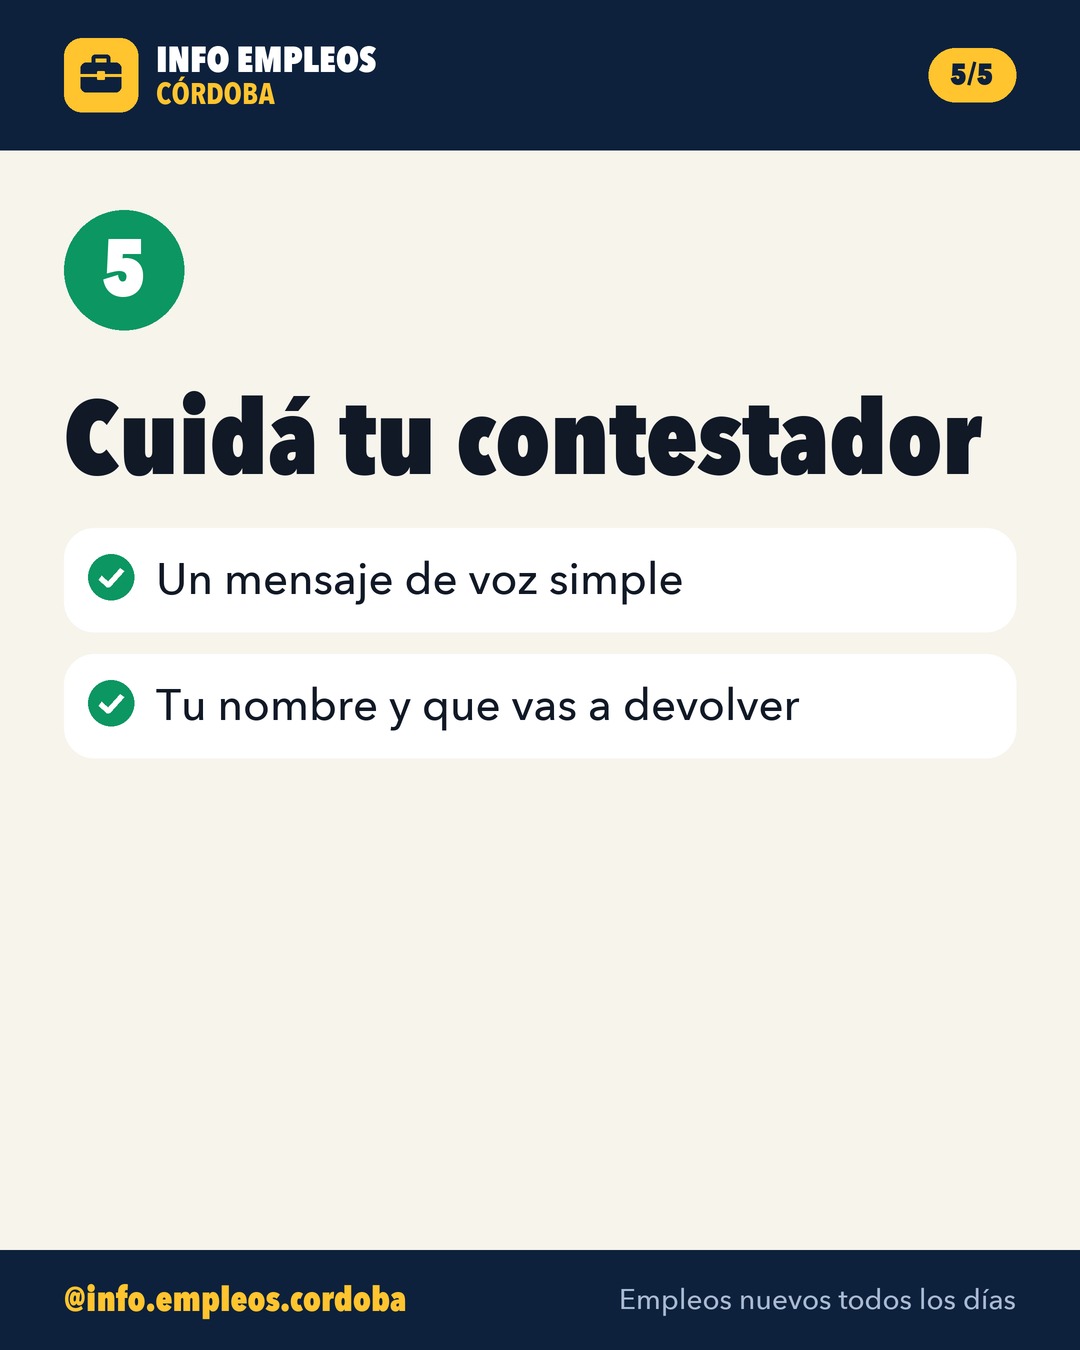 INFO EMPLEOS
CÓRDOBA
5/5
5
Cuidá tu contestador
Un mensaje de voz simple
Tu nombre y que vas a devolver
@info.empleos.cordoba
Empleos nuevos todos los días